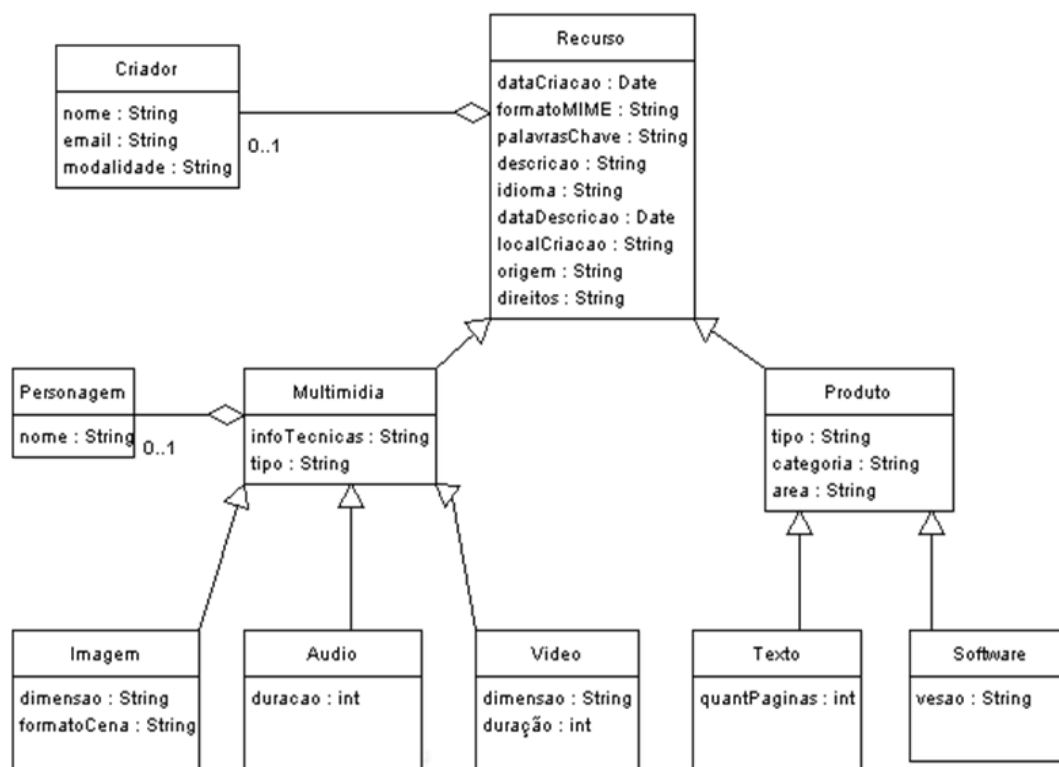 Criador
nome : String
email : String
modalidade : String
0..1
Recurso
dataCriacao : Date
formatoMIME : String
palavrasChave : String
descricao : String
idioma : String
dataDescricao : Date
localCriacao : String
origem : String
direitos : String
Personagem
nome : String
0..1
Multimidia
infoTecnicas : String
tipo : String
Produto
tipo : String
categoria : String
area : String
Imagem
dimensao : String
formatoCena : String
Audio
duracao : int
Video
dimensao : String
duração : int
Texto
quantPaginas : int
Software
vesao : String